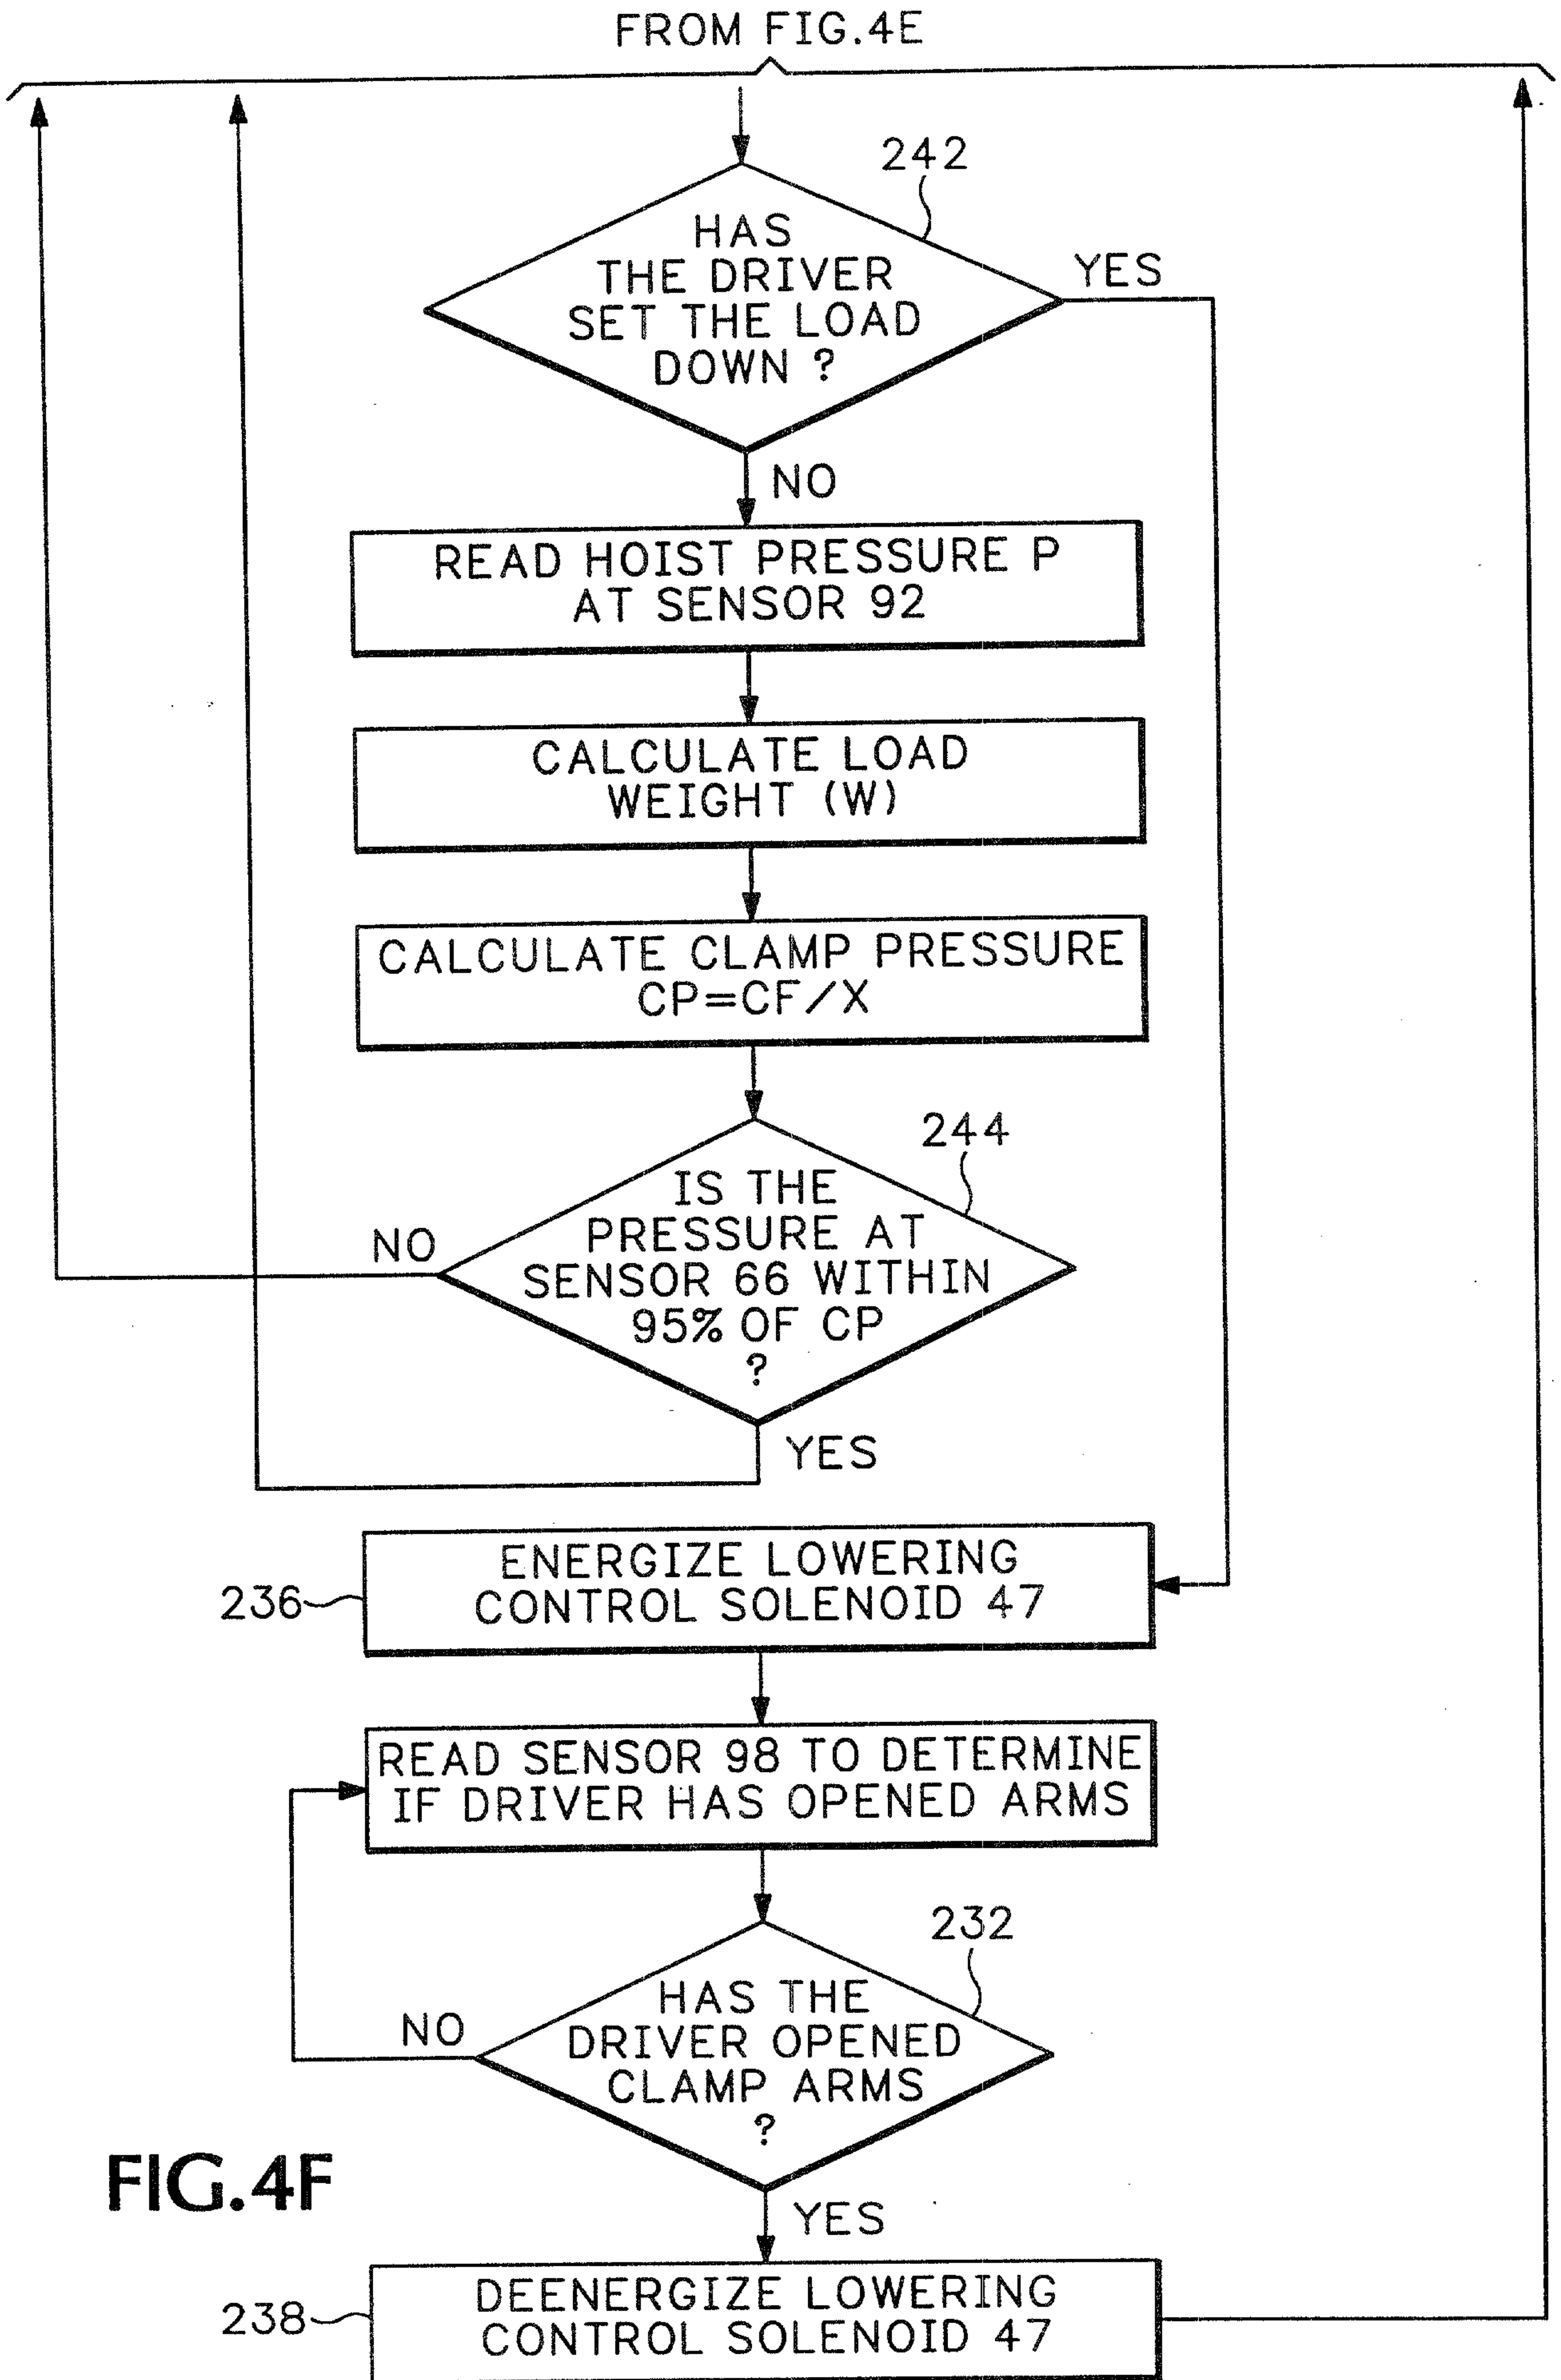 FROM FIG.4E
242
HAS
THE DRIVER
SET THE LOAD
DOWN ?
YES
NO
READ HOIST PRESSURE P
AT SENSOR 92
CALCULATE LOAD
WEIGHT (W)
CALCULATE CLAMP PRESSURE
CP=CF/X
244
IS THE
PRESSURE AT
SENSOR 66 WITHIN
95% OF CP
?
NO
YES
236
ENERGIZE LOWERING
CONTROL SOLENOID 47
READ SENSOR 98 TO DETERMINE
IF DRIVER HAS OPENED ARMS
232
HAS THE
DRIVER OPENED
CLAMP ARMS
?
NO
YES
FIG.4F
238
DEENERGIZE LOWERING
CONTROL SOLENOID 47